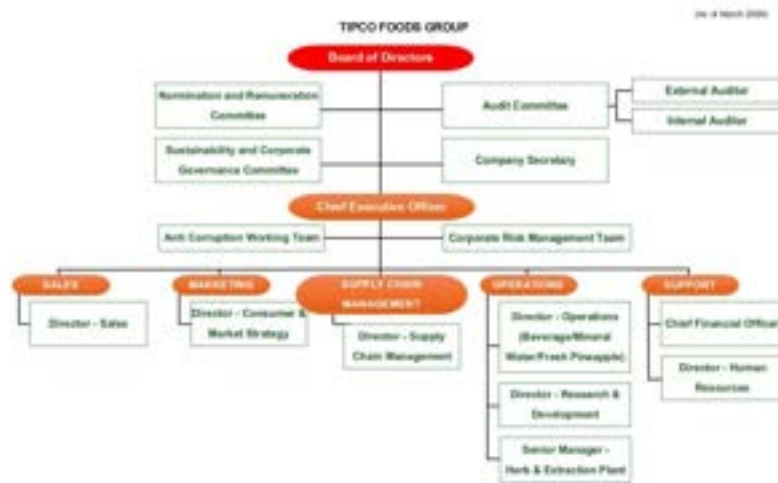 (As of March 2020)
TIPCO FOODS GROUP
Board of Directors
Nomination and Remuneration
Committee
Audit Committee
External Auditor
Internal Auditor
Sustainability and Corporate
Governance Committee
Company Secretary
Chief Executive Officer
Anti Corruption Working Team
Corporate Risk Management Team
SALES
MARKETING
SUPPLY CHAIN
MANAGEMENT
OPERATIONS
SUPPORT
Director - Sales
Director - Consumer &
Market Strategy
Director - Supply
Chain Management
Director - Operations
(Beverage/Mineral
Water/Fresh Pineapple)
Chief Financial Officer
Director - Human
Resources
Director - Research &
Development
Senior Manager -
Herb & Extraction Plant